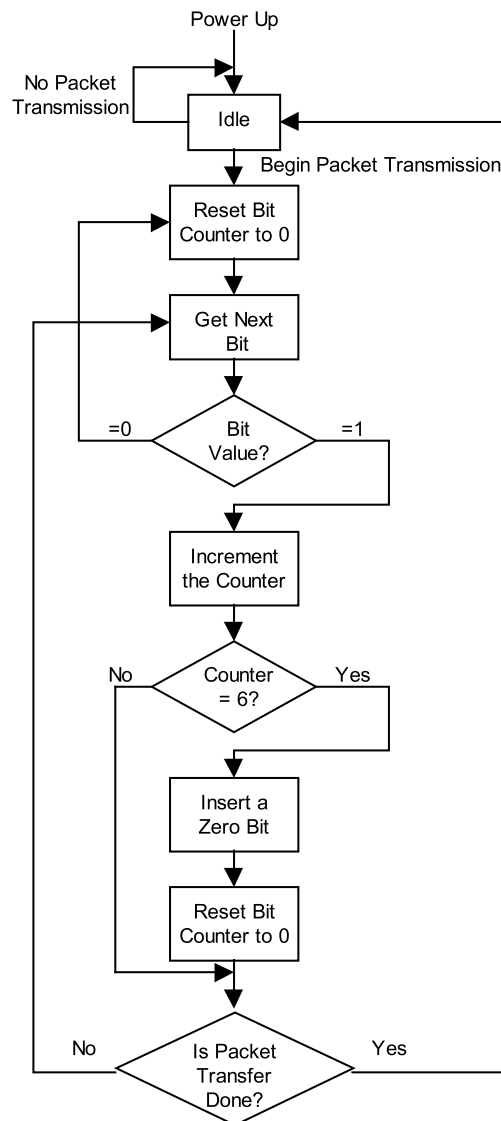 Power Up
No Packet
Transmission
Idle
Begin Packet Transmission
Reset Bit
Counter to 0
Get Next
Bit
=0
Bit
Value?
=1
Increment
the Counter
No
Counter
= 6?
Yes
Insert a
Zero Bit
Reset Bit
Counter to 0
No
Is Packet
Transfer
Done?
Yes